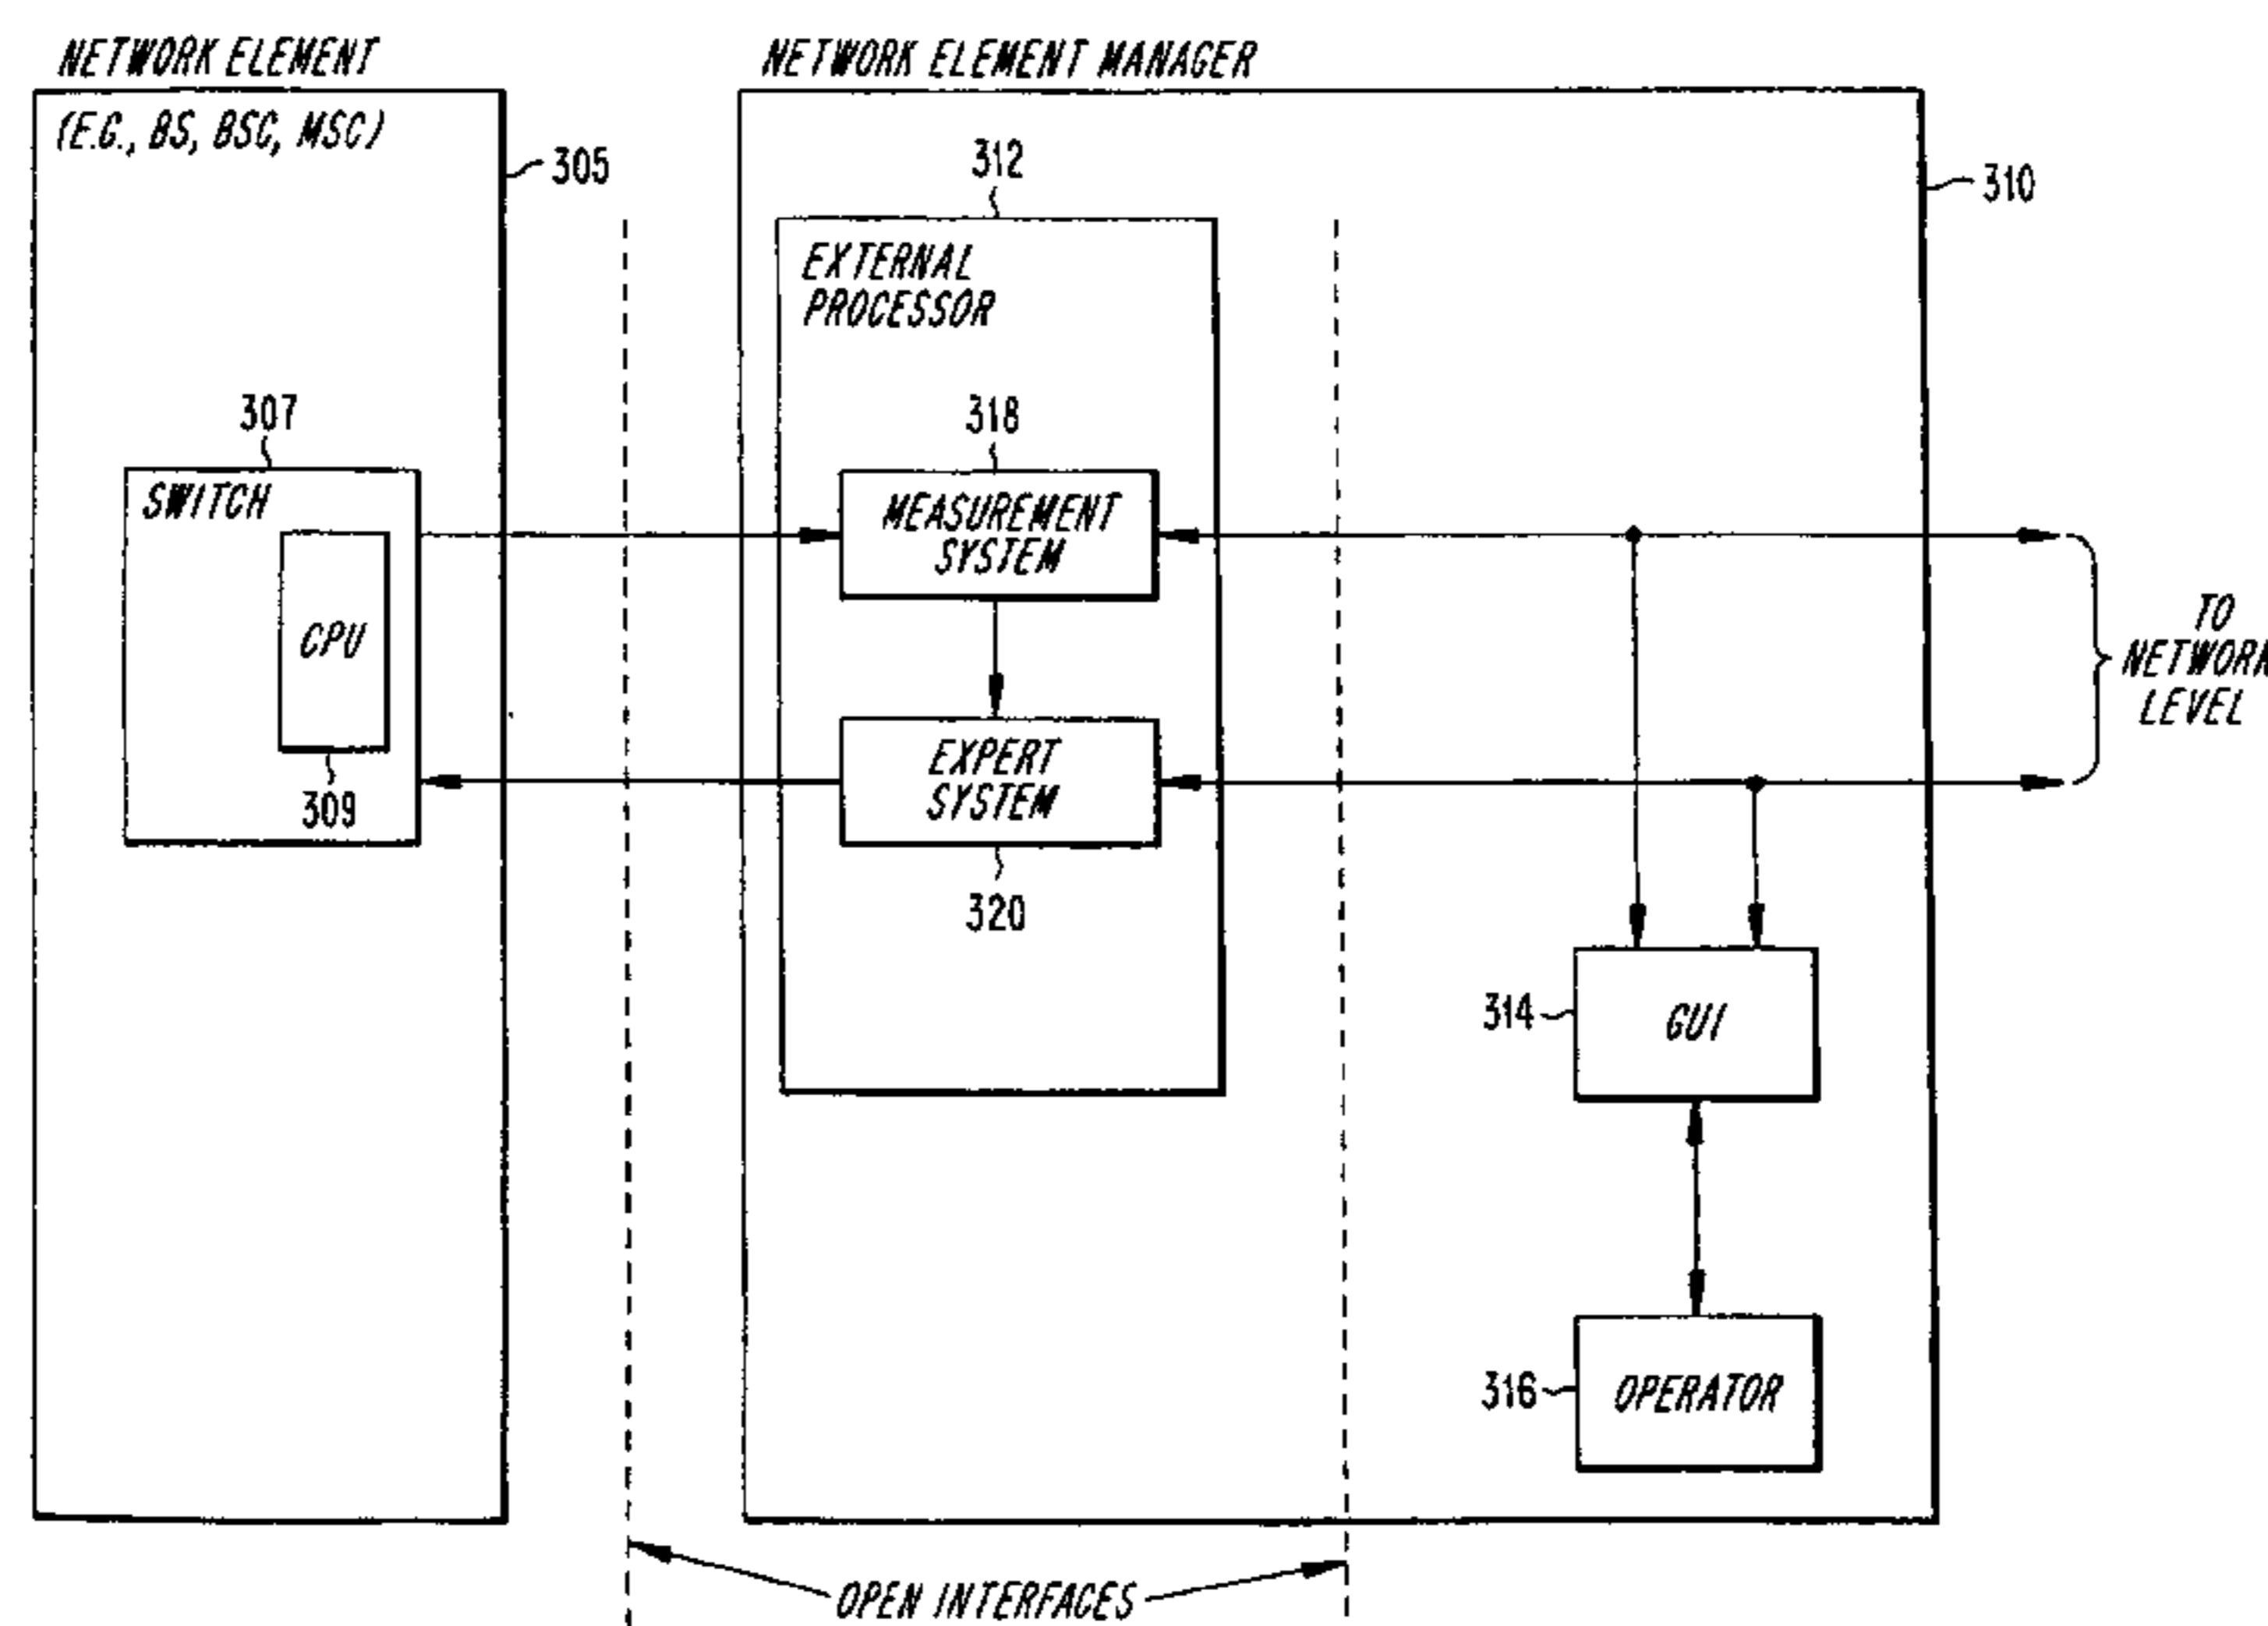 NETWORK ELEMENT
(E.G., BS, BSC, MSC)
305
307
SWITCH
CPU
309
NETWORK ELEMENT MANAGER
310
312
EXTERNAL
PROCESSOR
318
MEASUREMENT
SYSTEM
EXPERT
SYSTEM
320
TO
NETWORK
LEVEL
314
GUI
316
OPERATOR
OPEN INTERFACES